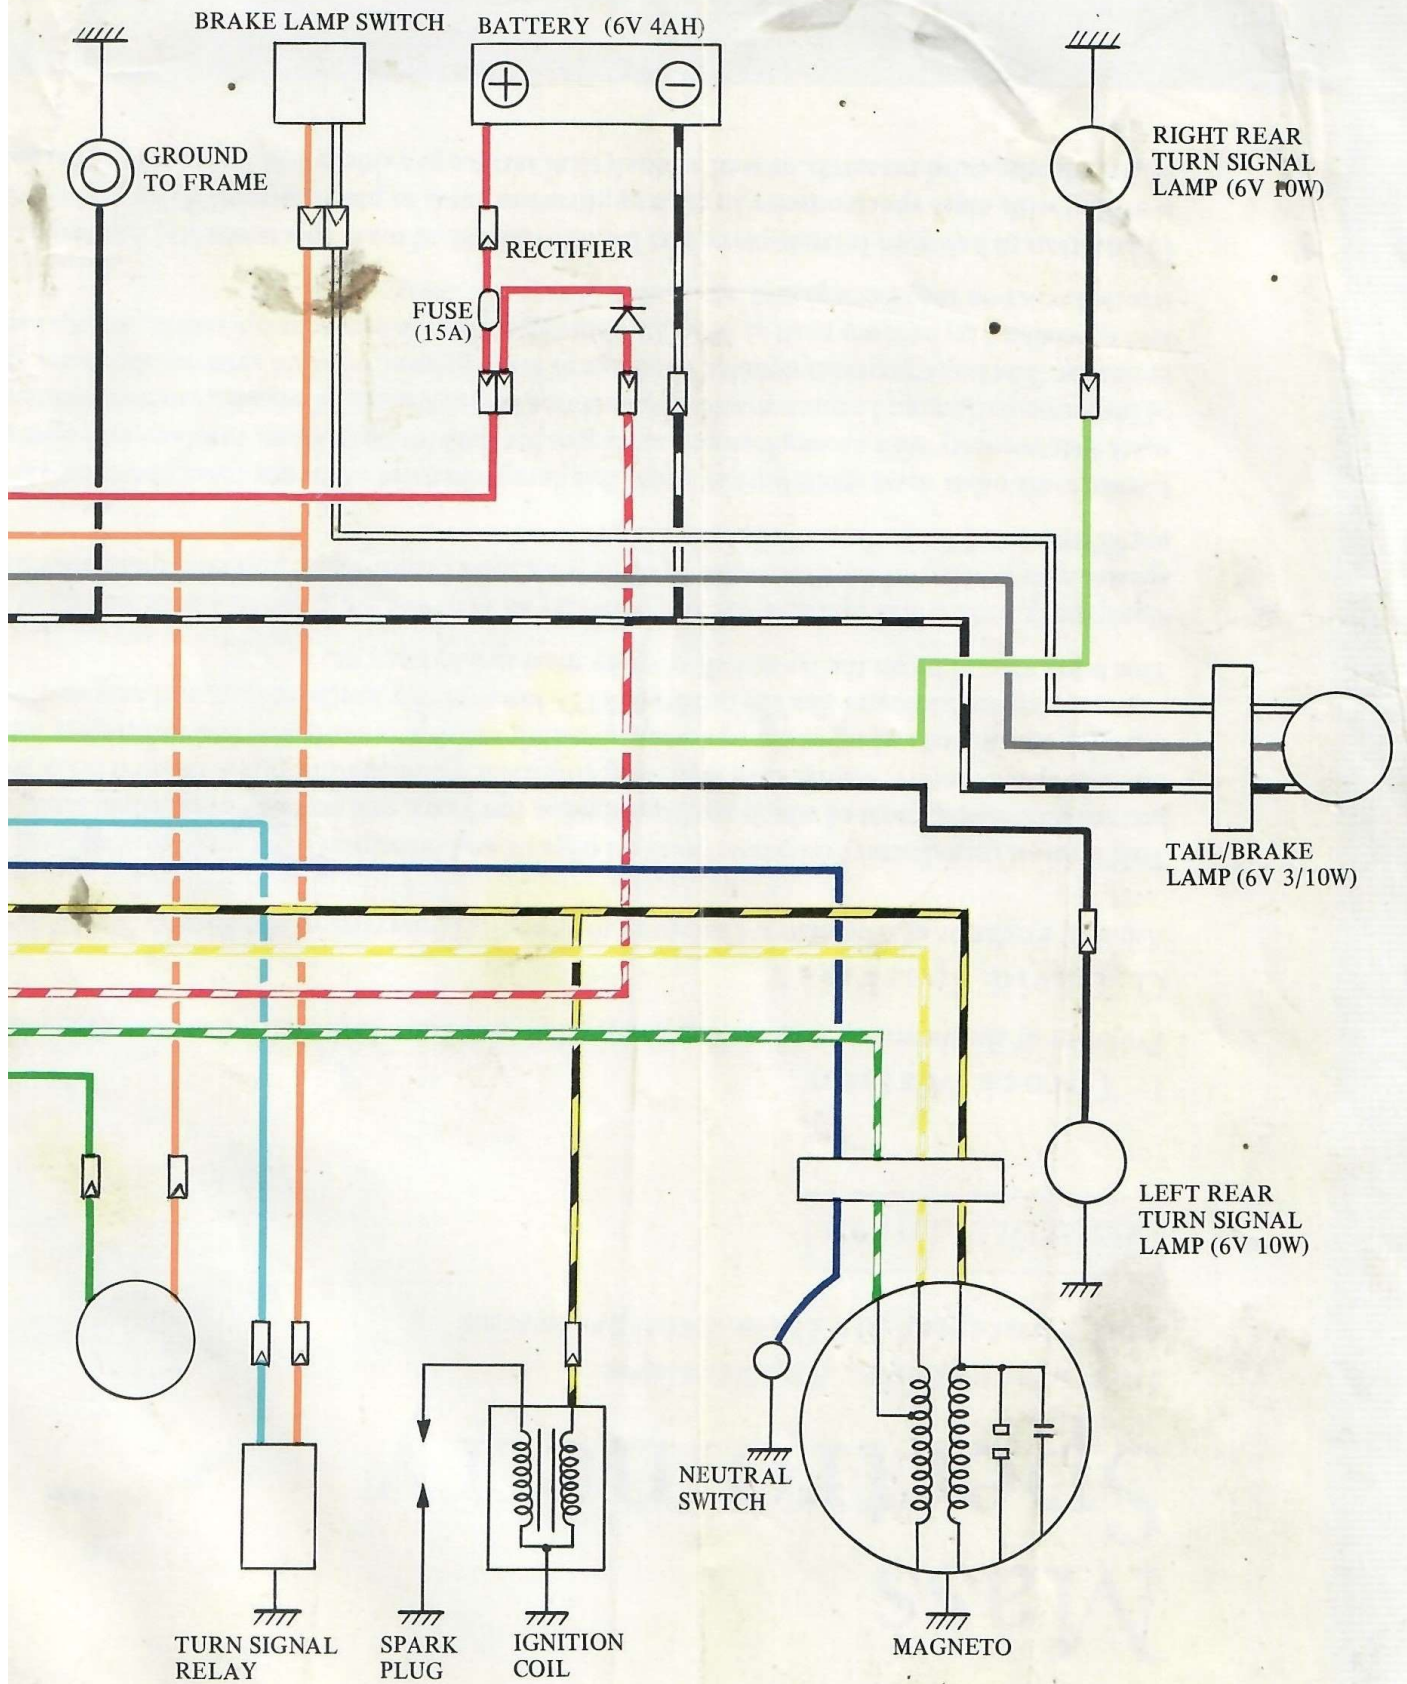 BRAKE LAMP SWITCH
BATTERY (6V 4AH)
GROUND
TO FRAME
RIGHT REAR
TURN SIGNAL
LAMP (6V 10W)
RECTIFIER
FUSE
(15A)
TAIL/BRAKE
LAMP (6V 3/10W)
LEFT REAR
TURN SIGNAL
LAMP (6V 10W)
NEUTRAL
SWITCH
TURN SIGNAL
RELAY
SPARK
PLUG
IGNITION
COIL
MAGNETO